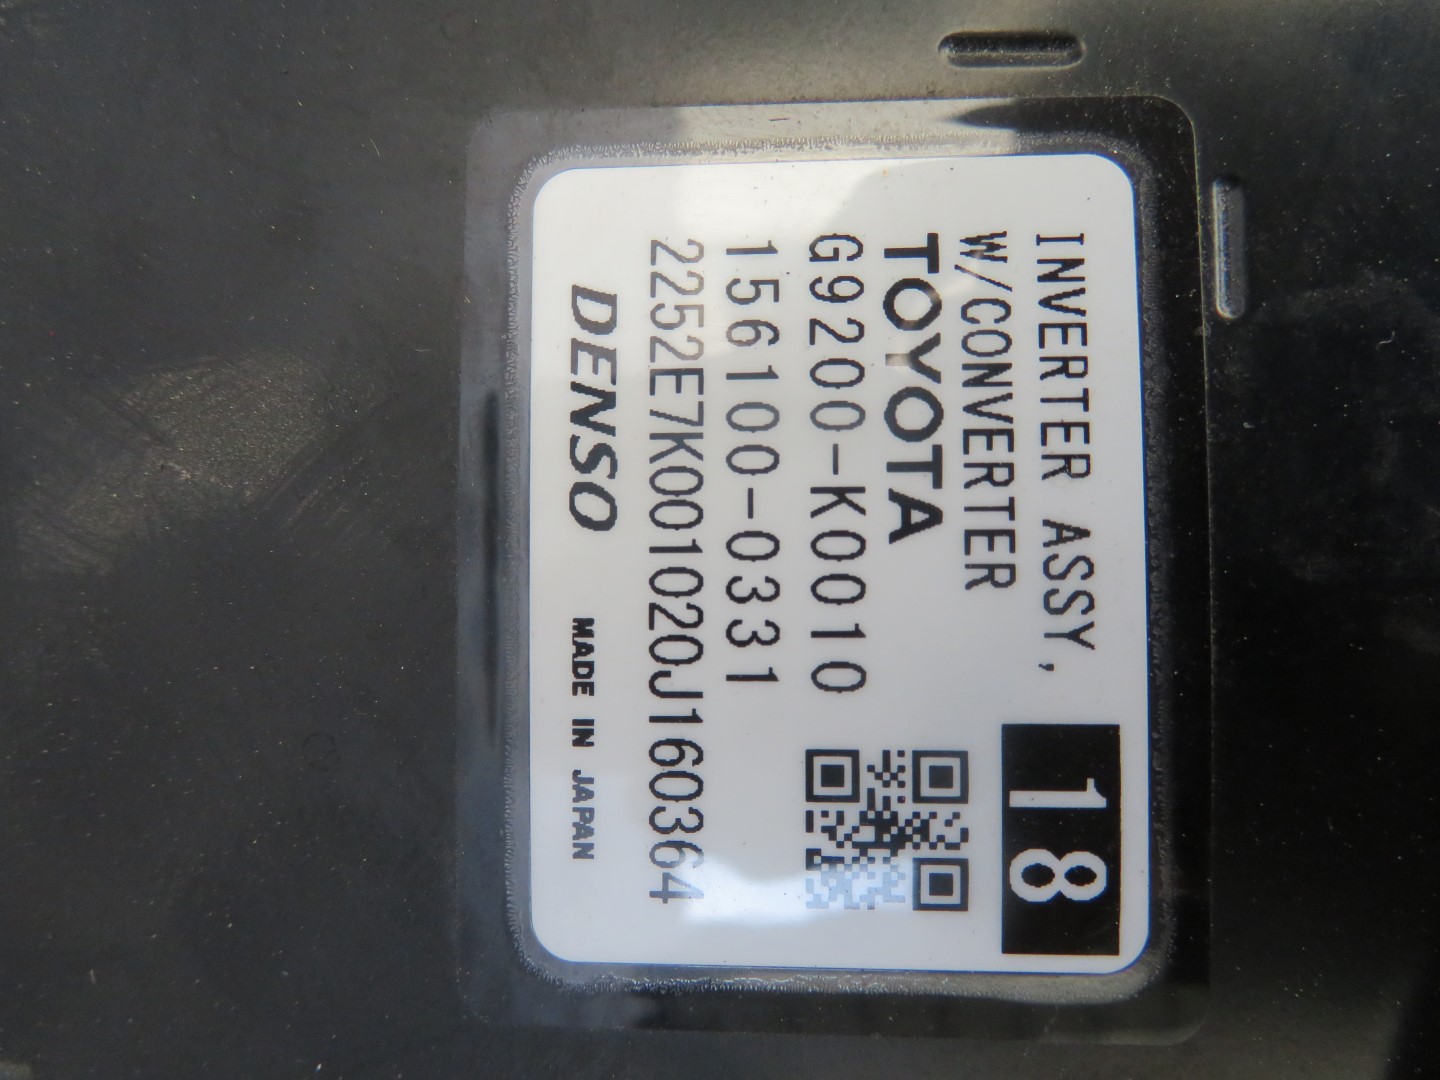 INVERTER ASSY,
W/CONVERTER
18
TOYOTA
G9200-K0010
156100-0331
2252E7K001020J160364
DENSO MADE IN JAPAN